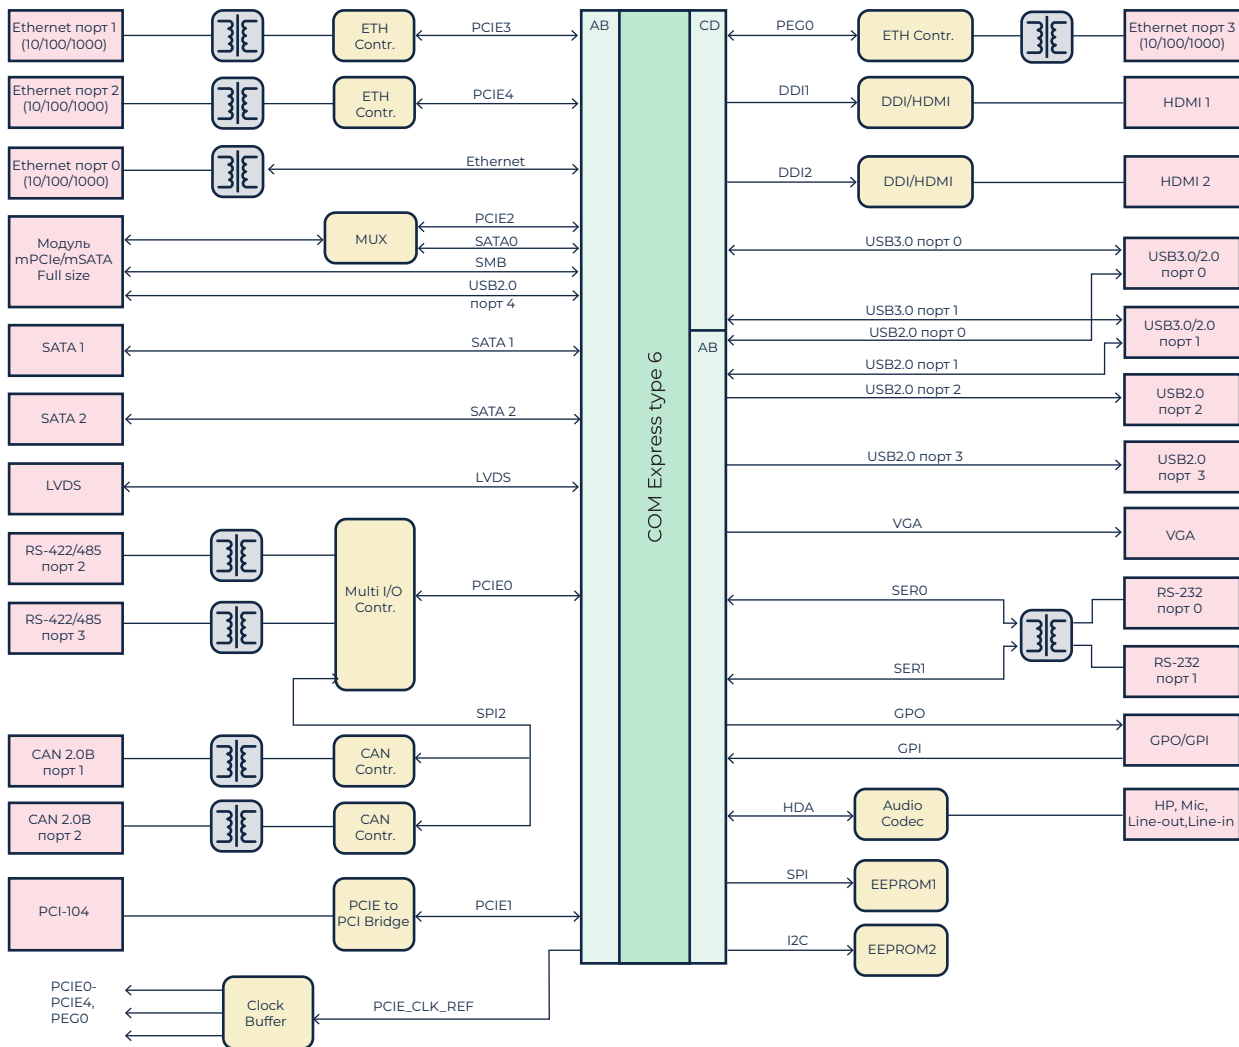 Ethernet порт 1
(10/100/1000)
ETH
Contr.
PCIE3
AB
CD
PEG0
ETH Contr.
Ethernet порт 3
(10/100/1000)
Ethernet порт 2
(10/100/1000)
ETH
Contr.
PCIE4
DDI1
DDI/HDMI
HDMI 1
Ethernet порт 0
(10/100/1000)
Ethernet
DDI2
DDI/HDMI
HDMI 2
Модуль
mPCIe/mSATA
Full size
MUX
PCIE2
SATA0
SMB
USB2.0
порт 4
USB3.0 порт 0
USB3.0/2.0
порт 0
SATA 1
SATA 1
USB3.0 порт 1
USB2.0 порт 0
USB3.0/2.0
порт 1
AB
COM Express type 6
USB2.0 порт 1
USB2.0 порт 2
USB2.0
порт 2
SATA 2
SATA 2
USB2.0 порт 3
USB2.0
порт 3
LVDS
LVDS
VGA
VGA
RS-422/485
порт 2
Multi I/O
Contr.
PCIE0
SER0
RS-232
порт 0
RS-422/485
порт 3
SER1
RS-232
порт 1
SPI2
GPO
GPI
GPO/GPI
CAN 2.0B
порт 1
CAN
Contr.
HDA
Audio
Codec
HP, Mic,
Line-out,Line-in
CAN 2.0B
порт 2
CAN
Contr.
SPI
EEPROM1
PCI-104
PCIE to
PCI Bridge
PCIE1
I2C
EEPROM2
PCIE0-
PCIE4,
PEG0
Clock
Buffer
PCIE_CLK_REF